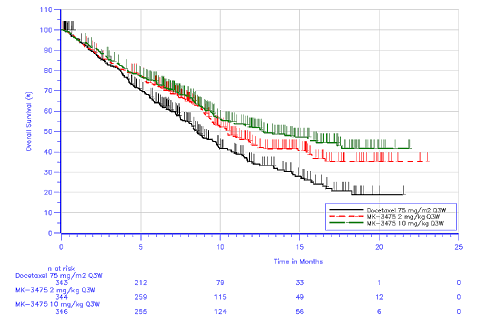 110
100
90
80
70
60
50
40
30
20
10
0
Overall Survival (%)
0 5 10 15 20 25
Time in Months
Docetaxel 75 mg/m2 Q3W
MK-3475 2 mg/kg Q3W
MK-3475 10 mg/kg Q3W
n at risk
Docetaxel 75 mg/m2 Q3W
343 212 79 33 1 0
MK-3475 2 mg/kg Q3W
344 259 115 49 12 0
MK-3475 10 mg/kg Q3W
346 255 124 56 6 0